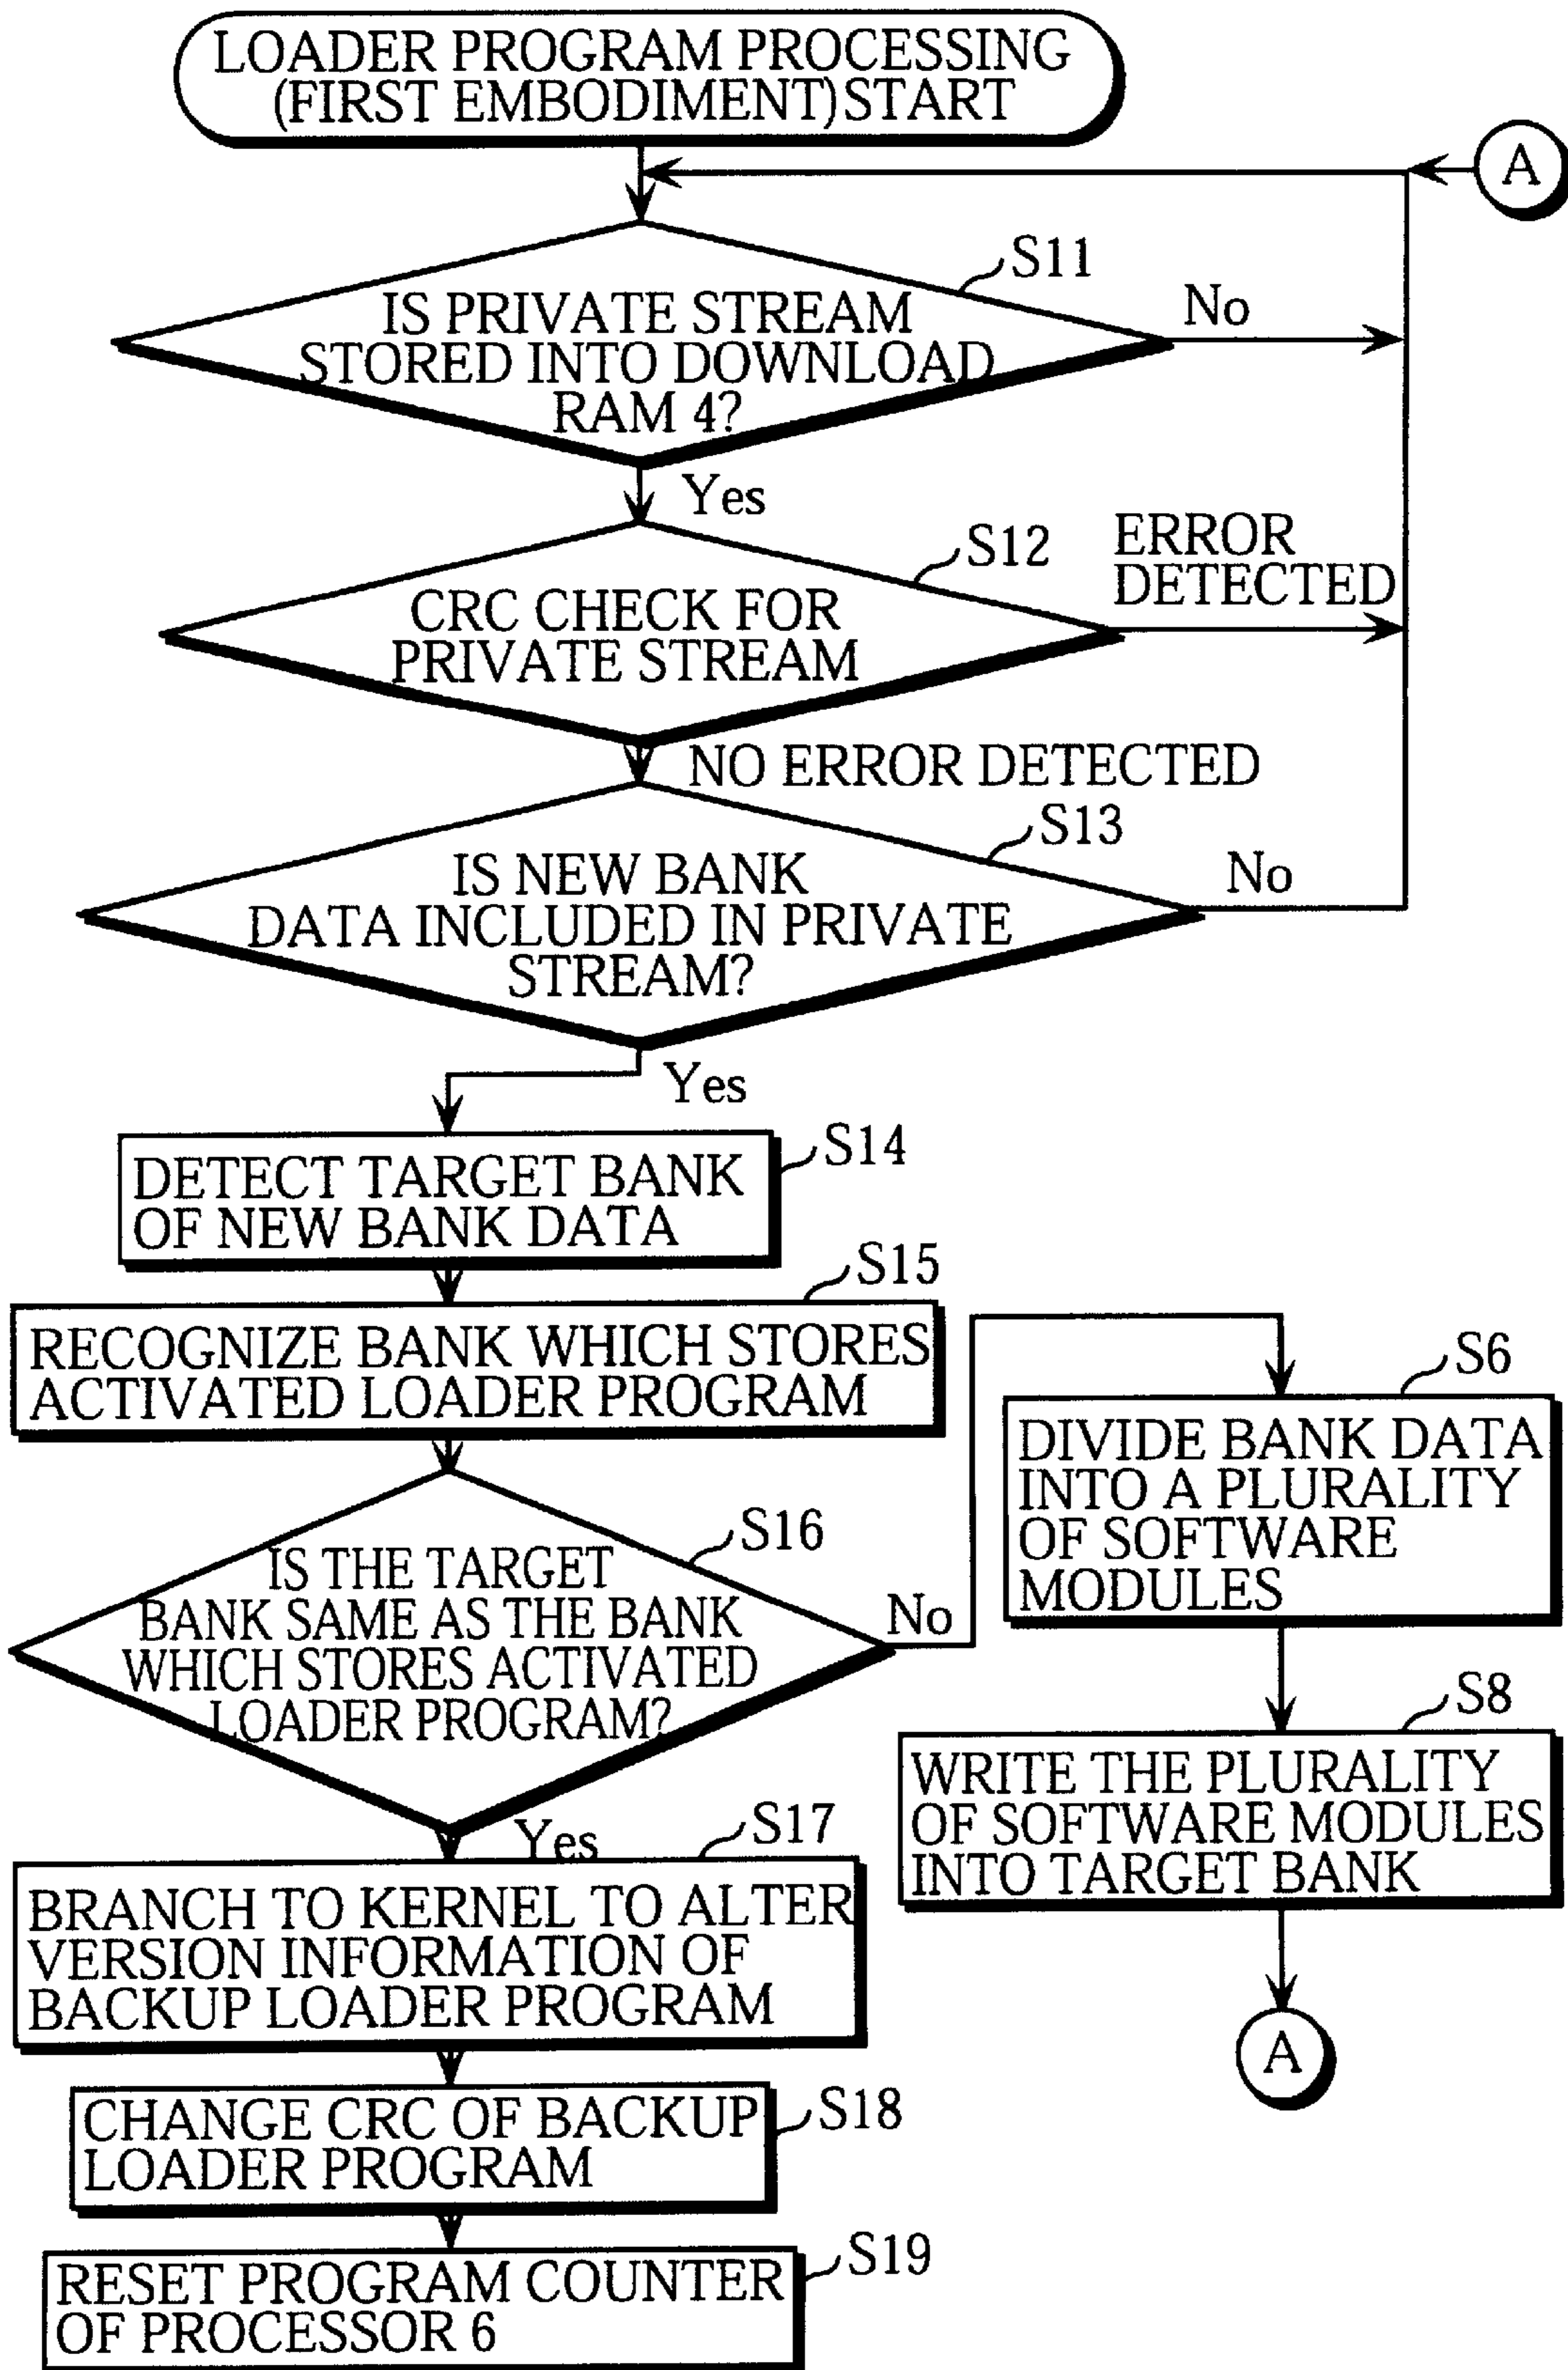 LOADER PROGRAM PROCESSING
(FIRST EMBODIMENT)START
A
S11
IS PRIVATE STREAM
STORED INTO DOWNLOAD
RAM 4?
No
Yes
S12
ERROR
DETECTED
CRC CHECK FOR
PRIVATE STREAM
NO ERROR DETECTED
S13
IS NEW BANK
DATA INCLUDED IN PRIVATE
STREAM?
No
Yes
S14
DETECT TARGET BANK
OF NEW BANK DATA
S15
RECOGNIZE BANK WHICH STORES
ACTIVATED LOADER PROGRAM
S16
IS THE TARGET
BANK SAME AS THE BANK
WHICH STORES ACTIVATED
LOADER PROGRAM?
No
S6
DIVIDE BANK DATA
INTO A PLURALITY
OF SOFTWARE
MODULES
S8
WRITE THE PLURALITY
OF SOFTWARE MODULES
INTO TARGET BANK
A
Yes
S17
BRANCH TO KERNEL TO ALTER
VERSION INFORMATION OF
BACKUP LOADER PROGRAM
S18
CHANGE CRC OF BACKUP
LOADER PROGRAM
S19
RESET PROGRAM COUNTER
OF PROCESSOR 6